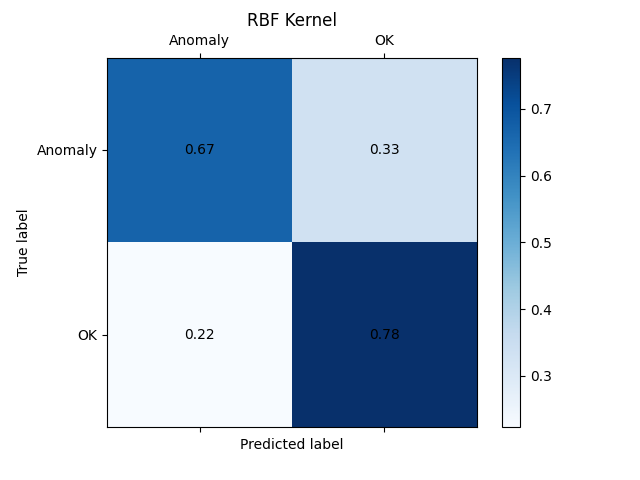 RBF Kernel
Anomaly OK
Anomaly 0.67 0.33
OK 0.22 0.78
True label
Predicted label
0.7
0.6
0.5
0.4
0.3